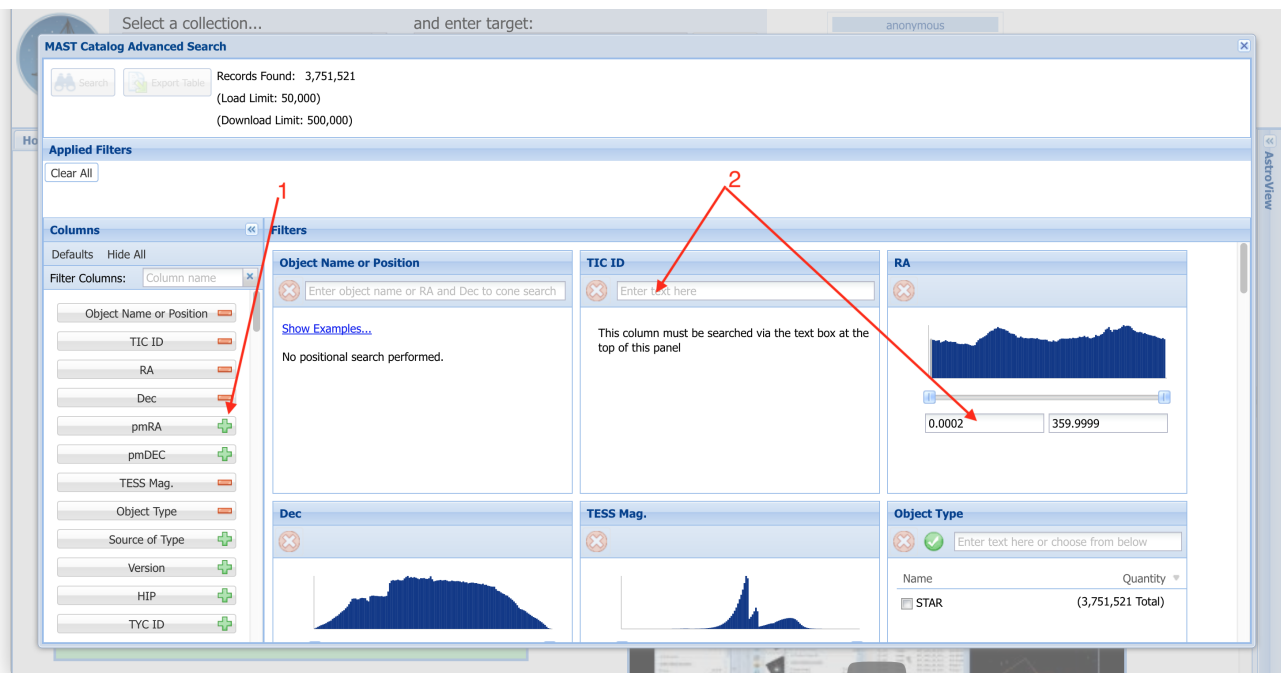 Select a collection... and enter target:
anonymous
MAST Catalog Advanced Search
Search Export Table Records Found: 3,751,521
(Load Limit: 50,000)
(Download Limit: 500,000)
Ho
Applied Filters
Clear All
1
2
AstroView
Columns
Defaults Hide All
Filter Columns: Column name
Object Name or Position
TIC ID
RA
Dec
pmRA
pmDEC
TESS Mag.
Object Type
Source of Type
Version
HIP
TYC ID
Filters
Object Name or Position
Enter object name or RA and Dec to cone search
Show Examples...
No positional search performed.
TIC ID
Enter text here
This column must be searched via the text box at the
top of this panel
RA
0.0002 359.9999
Dec
TESS Mag.
Object Type
Enter text here or choose from below
Name Quantity
STAR (3,751,521 Total)